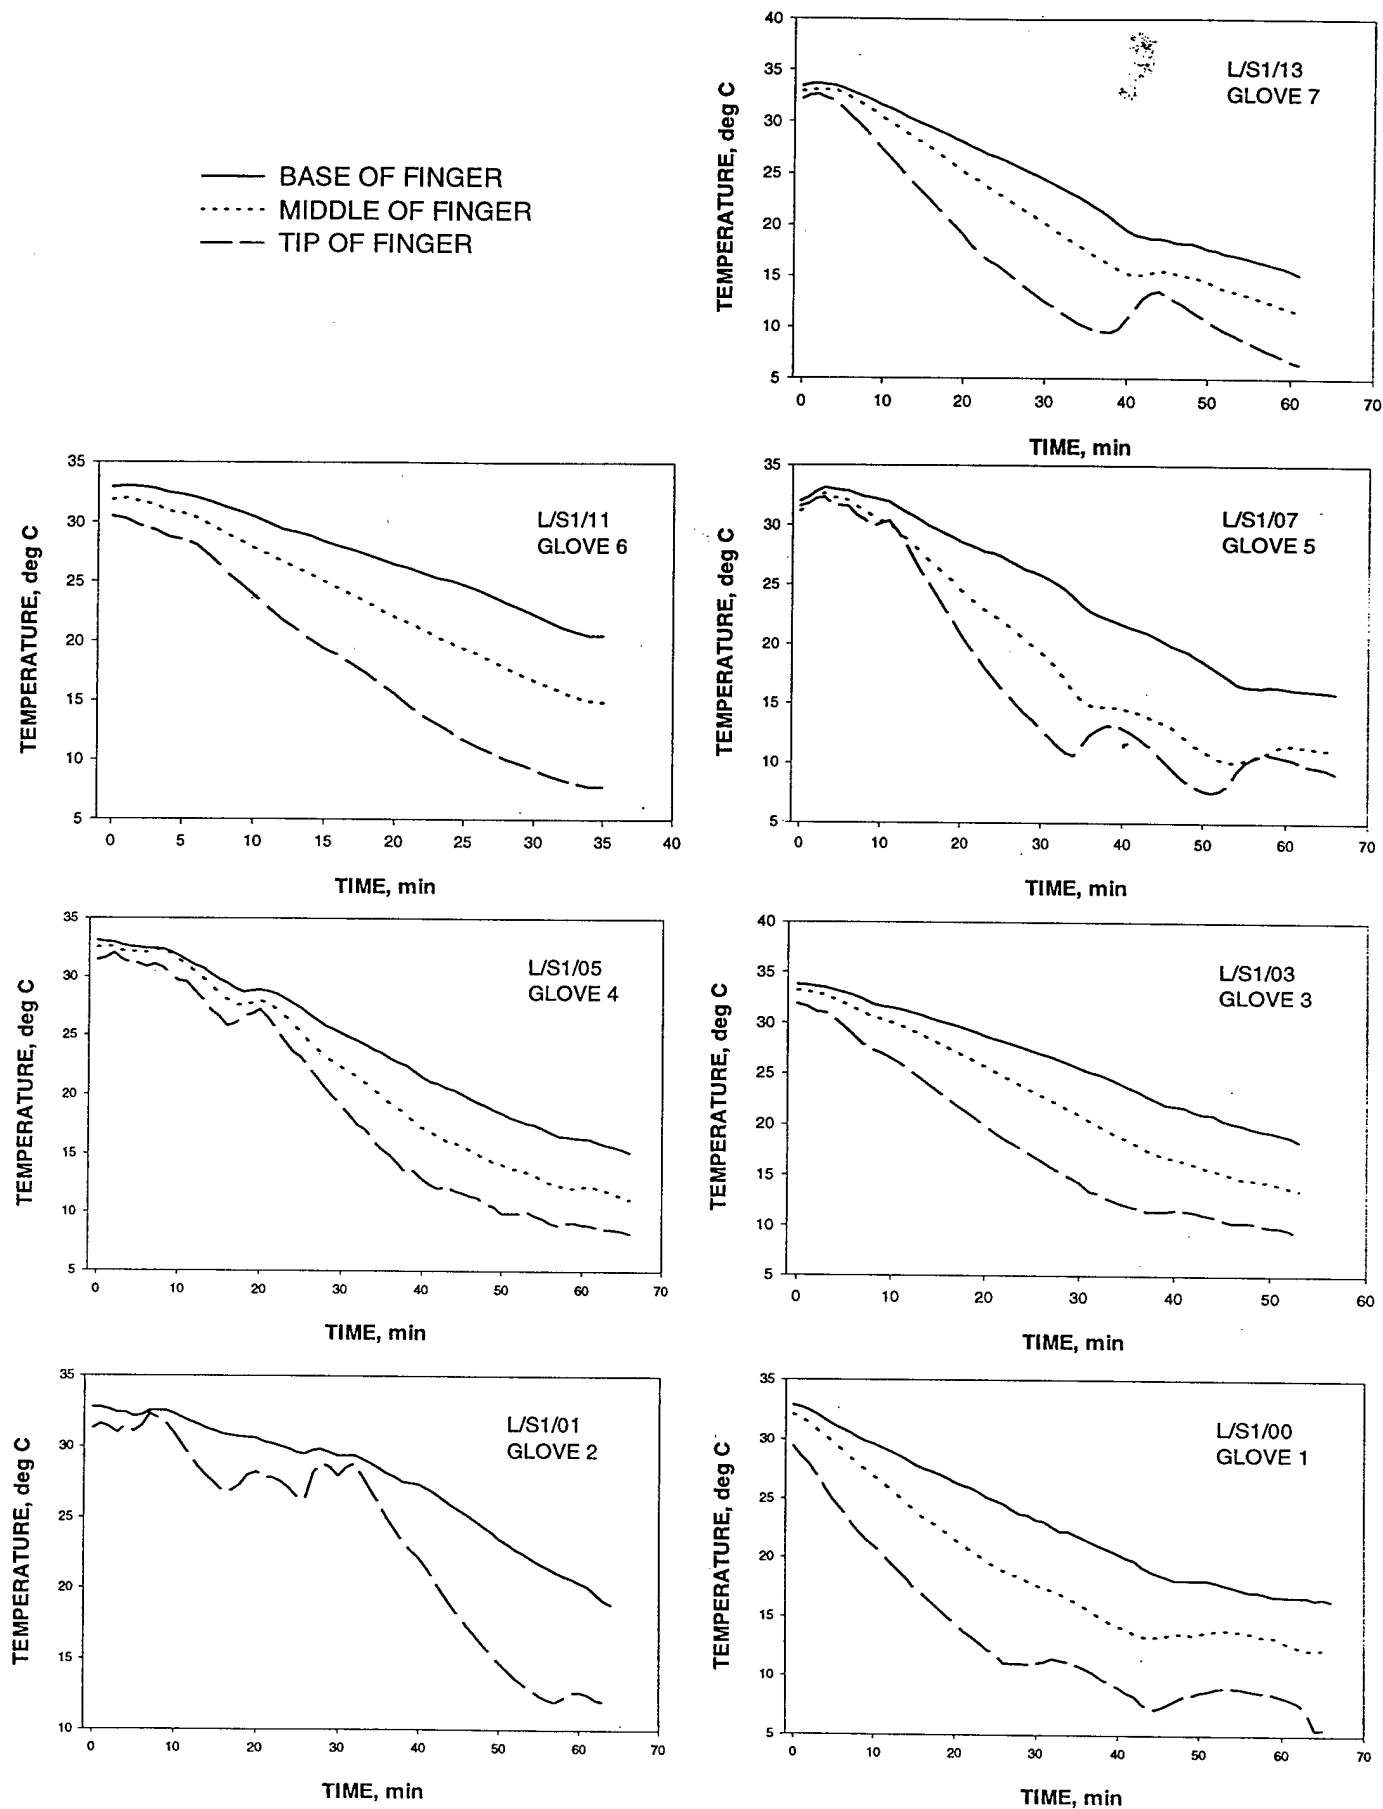 BASE OF FINGER
MIDDLE OF FINGER
TIP OF FINGER
40
35
30
25
20
15
10
5
TEMPERATURE, deg C
L/S1/13
GLOVE 7
0 10 20 30 40 50 60 70
TIME, min
35
30
25
20
15
10
5
TEMPERATURE, deg C
L/S1/11
GLOVE 6
0 5 10 15 20 25 30 35 40
TIME, min
35
30
25
20
15
10
5
TEMPERATURE, deg C
L/S1/07
GLOVE 5
0 10 20 30 40 50 60 70
TIME, min
35
30
25
20
15
10
5
TEMPERATURE, deg C
L/S1/05
GLOVE 4
0 10 20 30 40 50 60 70
TIME, min
40
35
30
25
20
15
10
5
TEMPERATURE, deg C
L/S1/03
GLOVE 3
0 10 20 30 40 50 60
TIME, min
35
30
25
20
15
10
TEMPERATURE, deg C
L/S1/01
GLOVE 2
0 10 20 30 40 50 60 70
TIME, min
35
30
25
20
15
10
5
TEMPERATURE, deg C
L/S1/00
GLOVE 1
0 10 20 30 40 50 60 70
TIME, min